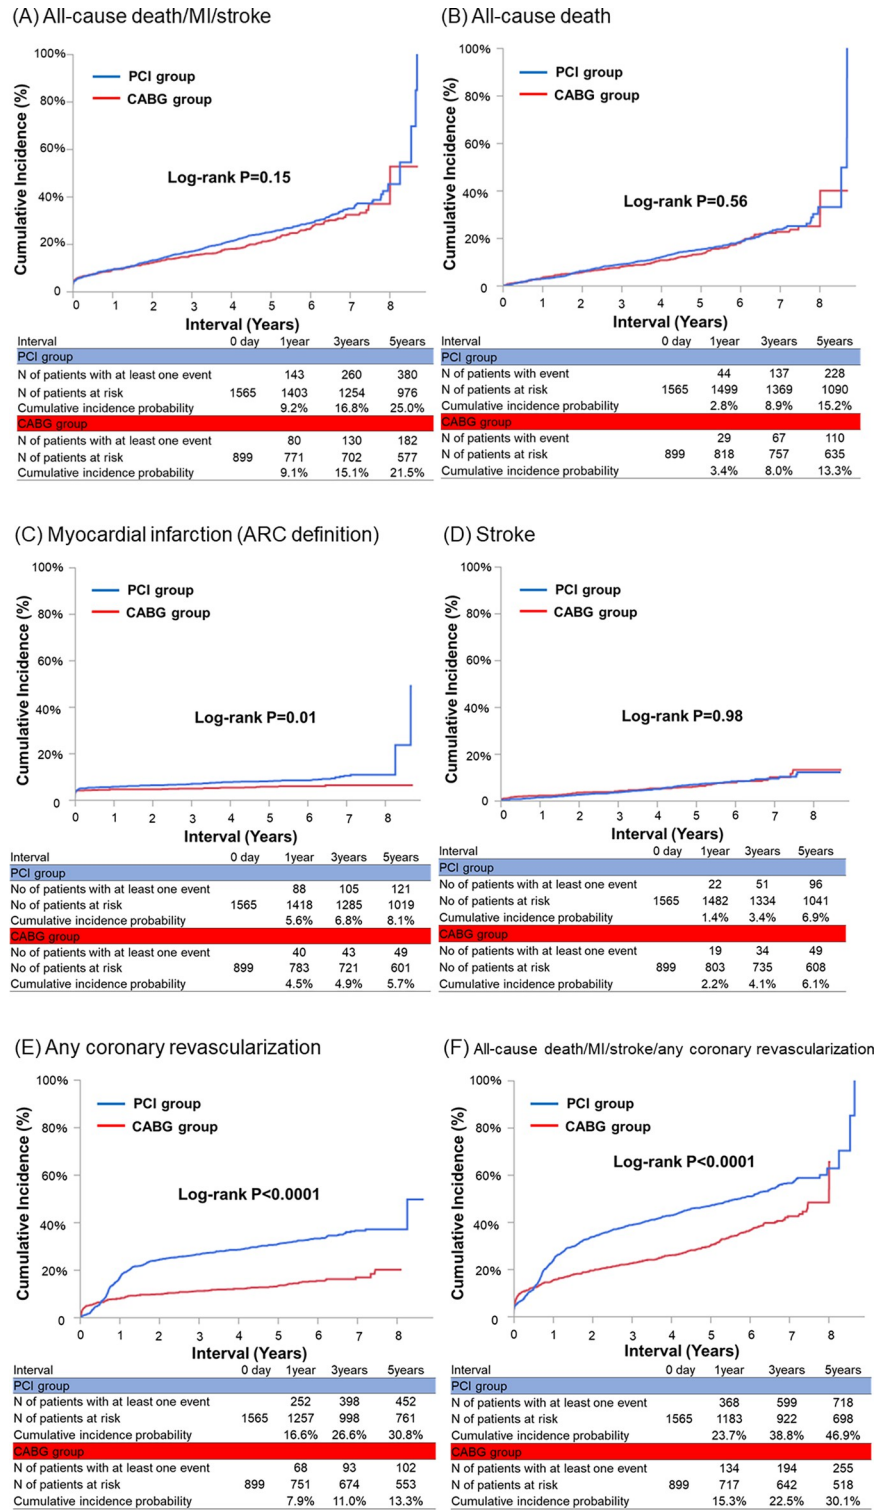 (A) All-cause death/MI/stroke
Cumulative Incidence (%)
100%
80%
60%
40%
20%
0
PCI group
CABG group
Log-rank P=0.15
0 1 2 3 4 5 6 7 8
Interval (Years)
Interval 0 day 1year 3years 5years
PCI group
N of patients with at least one event 143 260 380
N of patients at risk 1565 1403 1254 976
Cumulative incidence probability 9.2% 16.8% 25.0%
CABG group
N of patients with at least one event 80 130 182
N of patients at risk 899 771 702 577
Cumulative incidence probability 9.1% 15.1% 21.5%
(B) All-cause death
Cumulative Incidence (%)
100%
80%
60%
40%
20%
0
PCI group
CABG group
Log-rank P=0.56
0 1 2 3 4 5 6 7 8
Interval (Years)
Interval 0 day 1year 3years 5years
PCI group
N of patients with event 44 137 228
N of patients at risk 1565 1499 1369 1090
Cumulative incidence probability 2.8% 8.9% 15.2%
CABG group
N of patients with event 29 67 110
N of patients at risk 899 818 757 635
Cumulative incidence probability 3.4% 8.0% 13.3%
(C) Myocardial infarction (ARC definition)
Cumulative Incidence (%)
100%
80%
60%
40%
20%
0
PCI group
CABG group
Log-rank P=0.01
0 1 2 3 4 5 6 7 8
Interval (Years)
Interval 0 day 1year 3years 5years
PCI group
No of patients with at least one event 88 105 121
No of patients at risk 1565 1418 1285 1019
Cumulative incidence probability 5.6% 6.8% 8.1%
CABG group
No of patients with at least one event 40 43 49
No of patients at risk 899 783 721 601
Cumulative incidence probability 4.5% 4.9% 5.7%
(D) Stroke
Cumulative Incidence (%)
100%
80%
60%
40%
20%
0
PCI group
CABG group
Log-rank P=0.98
0 1 2 3 4 5 6 7 8
Interval (Years)
Interval 0 day 1year 3years 5years
PCI group
No of patients with at least one event 22 51 96
No of patients at risk 1565 1482 1334 1041
Cumulative incidence probability 1.4% 3.4% 6.9%
CABG group
No of patients with at least one event 19 34 49
No of patients at risk 899 803 735 608
Cumulative incidence probability 2.2% 4.1% 6.1%
(E) Any coronary revascularization
Cumulative Incidence (%)
100%
80%
60%
40%
20%
0
PCI group
CABG group
Log-rank P<0.0001
0 1 2 3 4 5 6 7 8
Interval (Years)
Interval 0 day 1year 3years 5years
PCI group
N of patients with at least one event 252 398 452
N of patients at risk 1565 1257 998 761
Cumulative incidence probability 16.6% 26.6% 30.8%
CABG group
N of patients with at least one event 68 93 102
N of patients at risk 899 751 674 553
Cumulative incidence probability 7.9% 11.0% 13.3%
(F) All-cause death/MI/stroke/any coronary revascularization
Cumulative Incidence (%)
100%
80%
60%
40%
20%
0
PCI group
CABG group
Log-rank P<0.0001
0 1 2 3 4 5 6 7 8
Interval (Years)
Interval 0 day 1year 3years 5years
PCI group
N of patients with at least one event 368 599 718
N of patients at risk 1565 1183 922 698
Cumulative incidence probability 23.7% 38.8% 46.9%
CABG group
N of patients with at least one event 134 194 255
N of patients at risk 899 717 642 518
Cumulative incidence probability 15.3% 22.5% 30.1%